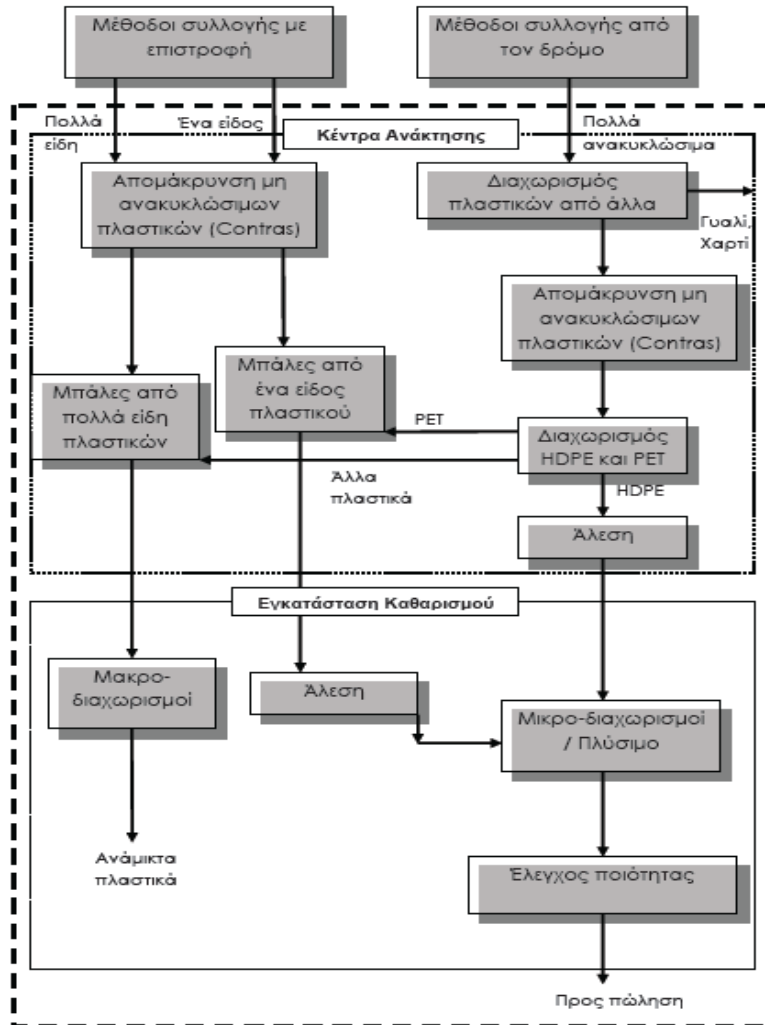 Μέθοδοι συλλογής με
επιστροφή
Μέθοδοι συλλογής από
τον δρόμο
Πολλά
είδη
Ένα είδος
Κέντρα Ανάκτησης
Πολλά
ανακυκλώσιμα
Απομάκρυνση μη
ανακυκλώσιμων
πλαστικών (Contras)
Διαχωρισμός
πλαστικών από άλλα
Γυαλί,
Χαρτί
Απομάκρυνση μη
ανακυκλώσιμων
πλαστικών (Contras)
Μπάλες από
πολλά είδη
πλαστικών
Μπάλες από
ένα είδος
πλαστικού
PET
Διαχωρισμός
HDPE και PET
Άλλα
πλαστικά
HDPE
Άλεση
Εγκατάσταση Καθαρισμού
Μακρο-
διαχωρισμοί
Άλεση
Μικρο-διαχωρισμοί
/ Πλύσιμο
Ανάμικτα
πλαστικά
Έλεγχος ποιότητας
Προς πώληση